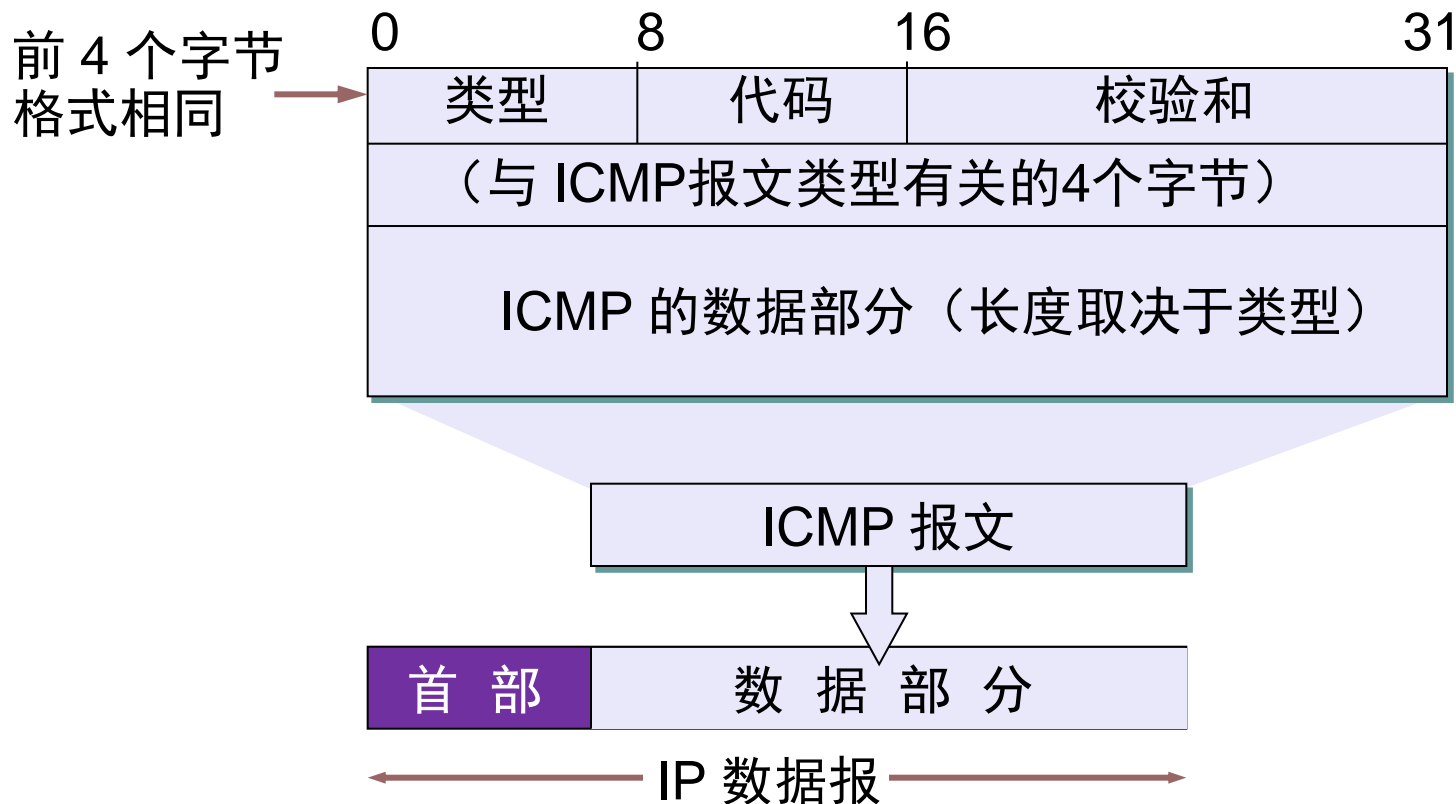 0 8 16 31
前 4 个字节
格式相同
类型 代码 校验和
（与 ICMP报文类型有关的4个字节）
ICMP 的数据部分（长度取决于类型）
ICMP 报文
首 部 数 据 部 分
IP 数据报